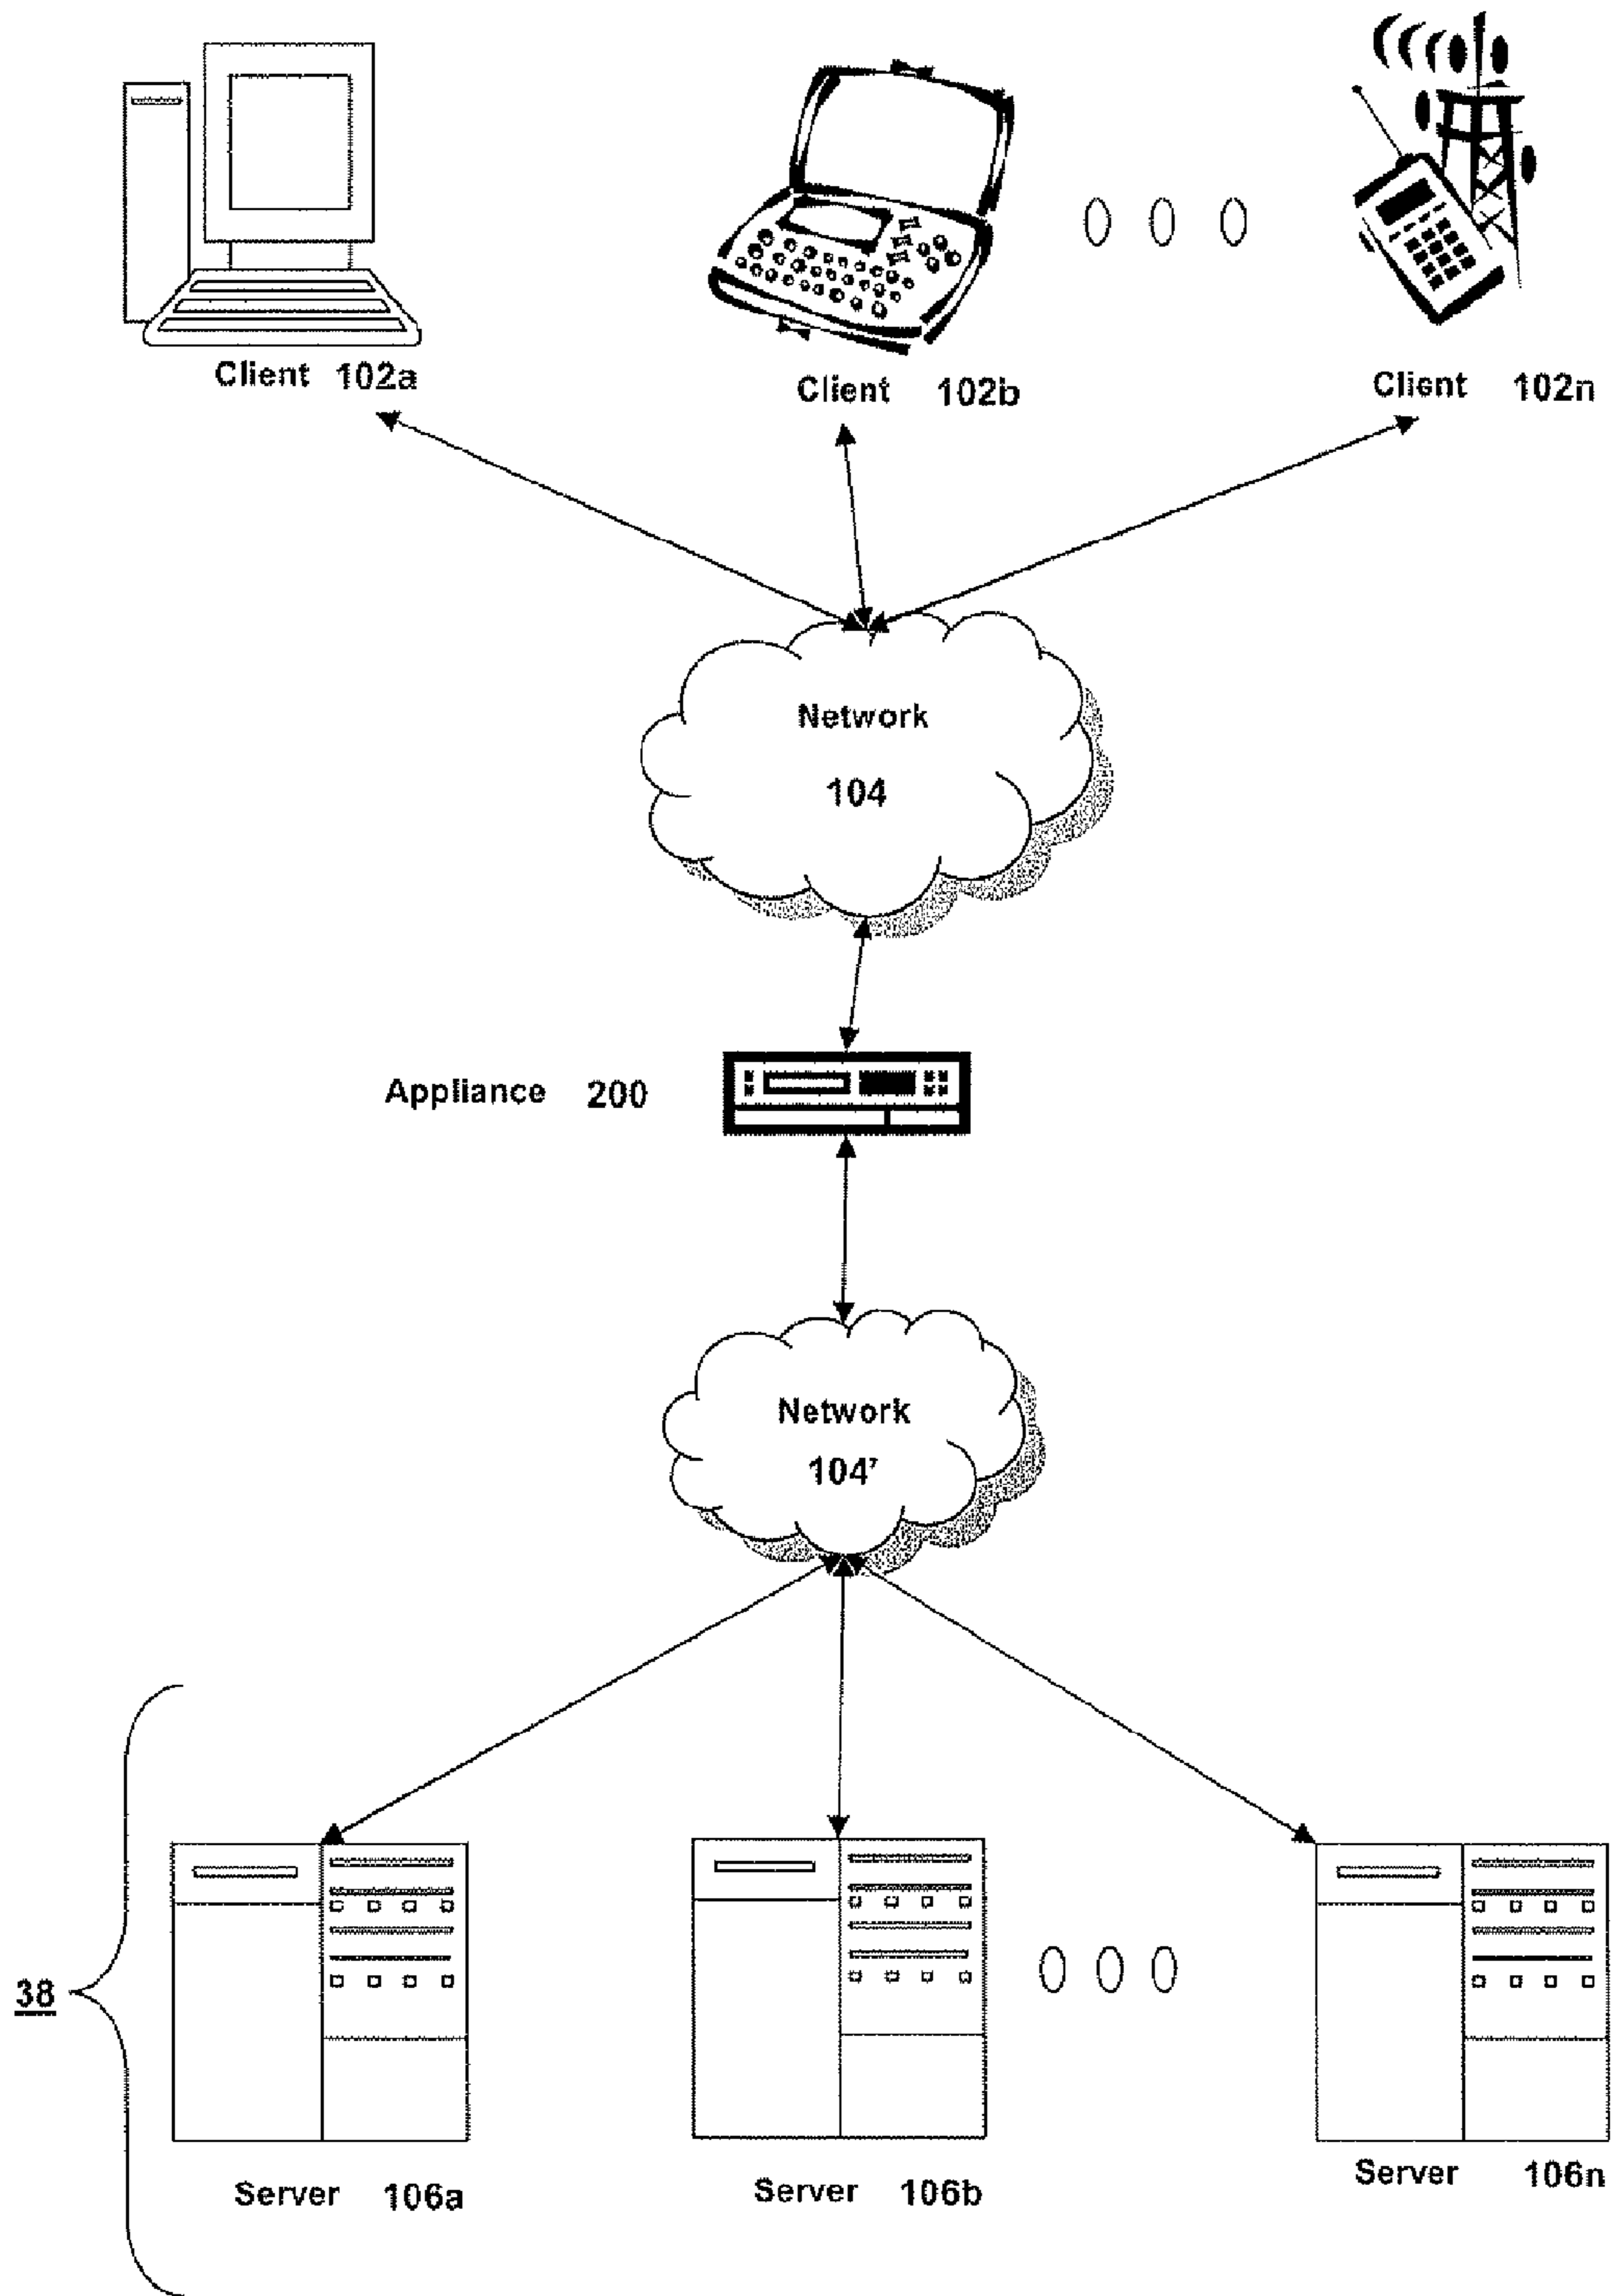 Client 102a
Client 102b
Client 102n
Network
104
Appliance 200
Network
104'
38
Server 106a
Server 106b
Server 106n